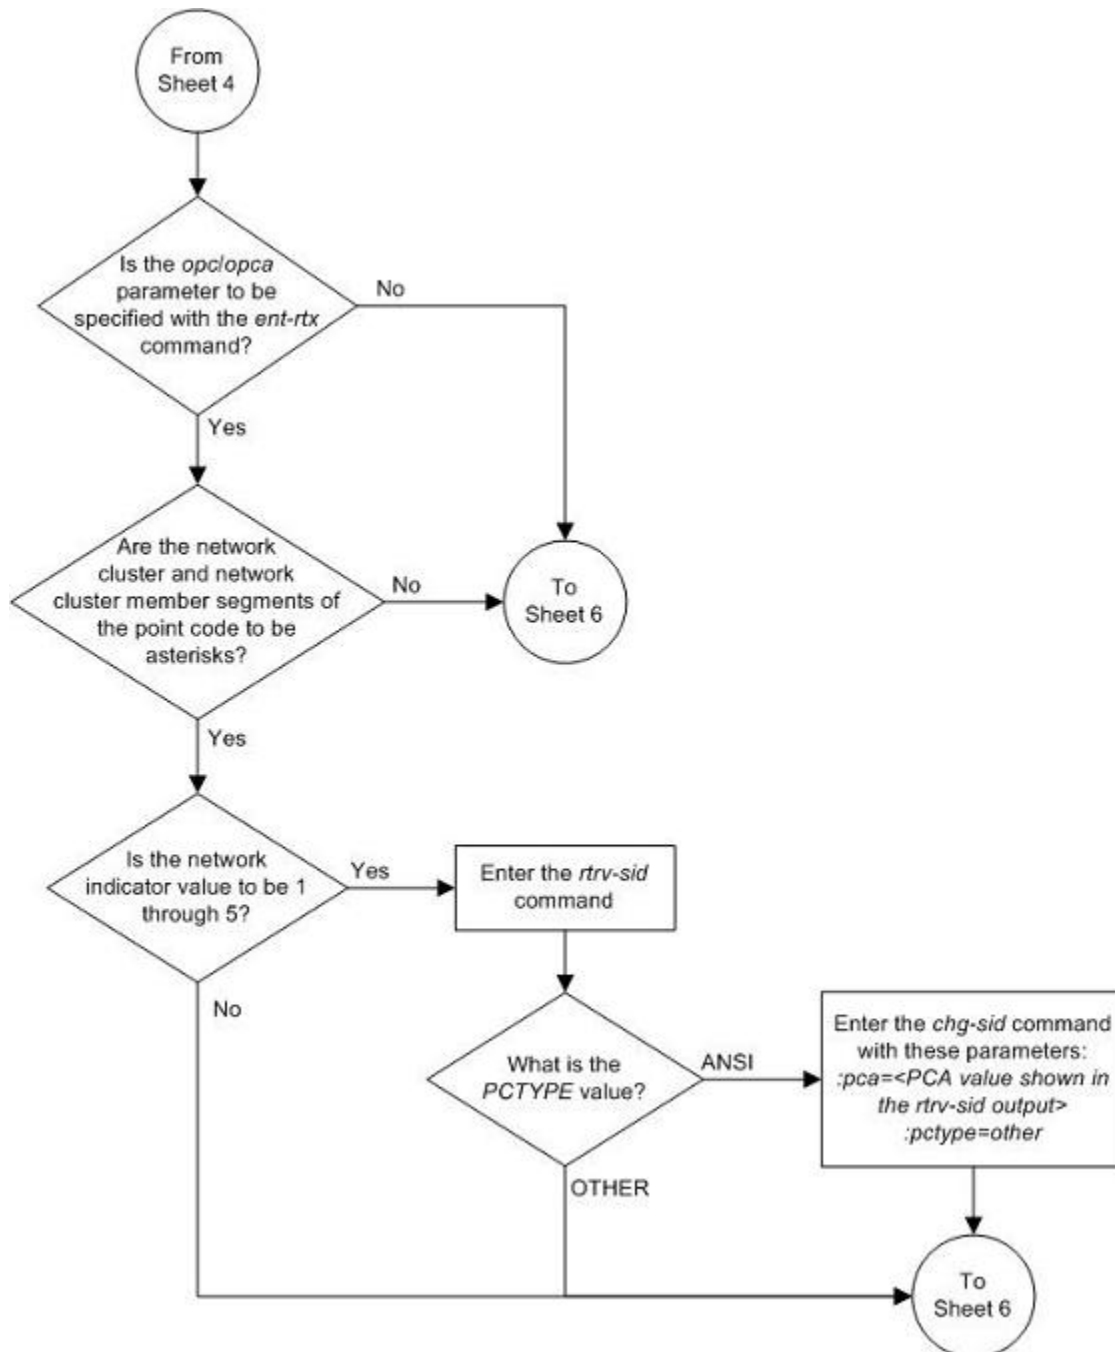 From
Sheet 4
Is the opc/opca
parameter to be
specified with the ent-rtx
command?
No
Yes
Are the network
cluster and network
cluster member segments of
the point code to be
asterisks?
No
To
Sheet 6
Yes
Is the network
indicator value to be 1
through 5?
Yes
Enter the rtrv-sid
command
No
What is the
PCTYPE value?
ANSI
Enter the chg-sid command
with these parameters:
:pca=<PCA value shown in
the rtrv-sid output>
:pctype=other
OTHER
To
Sheet 6